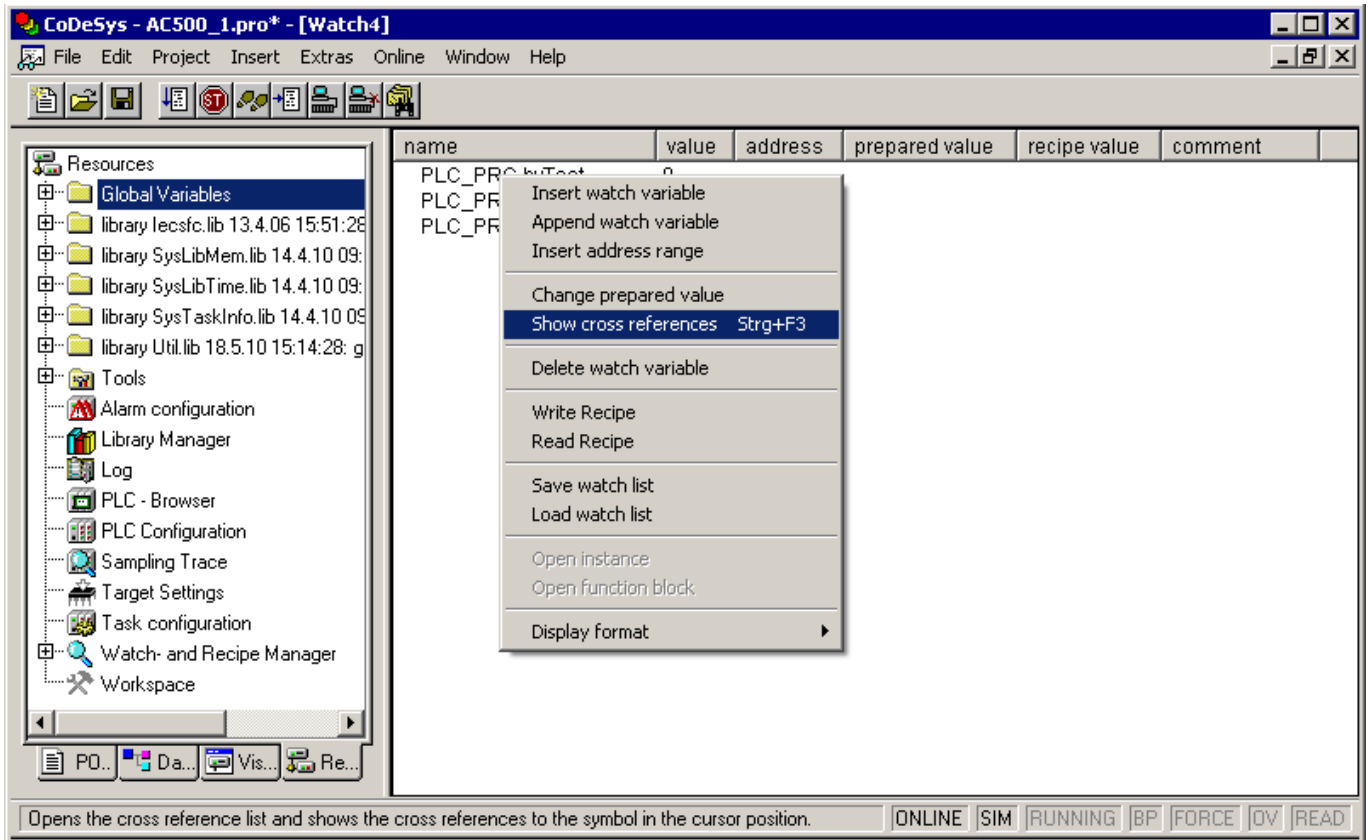 CoDeSys - AC500_1.pro* - [Watch4]
File Edit Project Insert Extras Online Window Help
Resources
Global Variables
library Iecsfc.lib 13.4.06 15:51:28
library SysLibMem.lib 14.4.10 09:
library SysLibTime.lib 14.4.10 09:
library SysTaskInfo.lib 14.4.10 09
library Util.lib 18.5.10 15:14:28: g
Tools
Alarm configuration
Library Manager
Log
PLC - Browser
PLC Configuration
Sampling Trace
Target Settings
Task configuration
Watch- and Recipe Manager
Workspace
PO.. Da... Vis... Re...
name value address prepared value recipe value comment
PLC_PRG.byTest 0
PLC_PR
PLC_PR
Insert watch variable
Append watch variable
Insert address range
Change prepared value
Show cross references Strg+F3
Delete watch variable
Write Recipe
Read Recipe
Save watch list
Load watch list
Open instance
Open function block
Display format
Opens the cross reference list and shows the cross references to the symbol in the cursor position. ONLINE SIM RUNNING BP FORCE OV READ